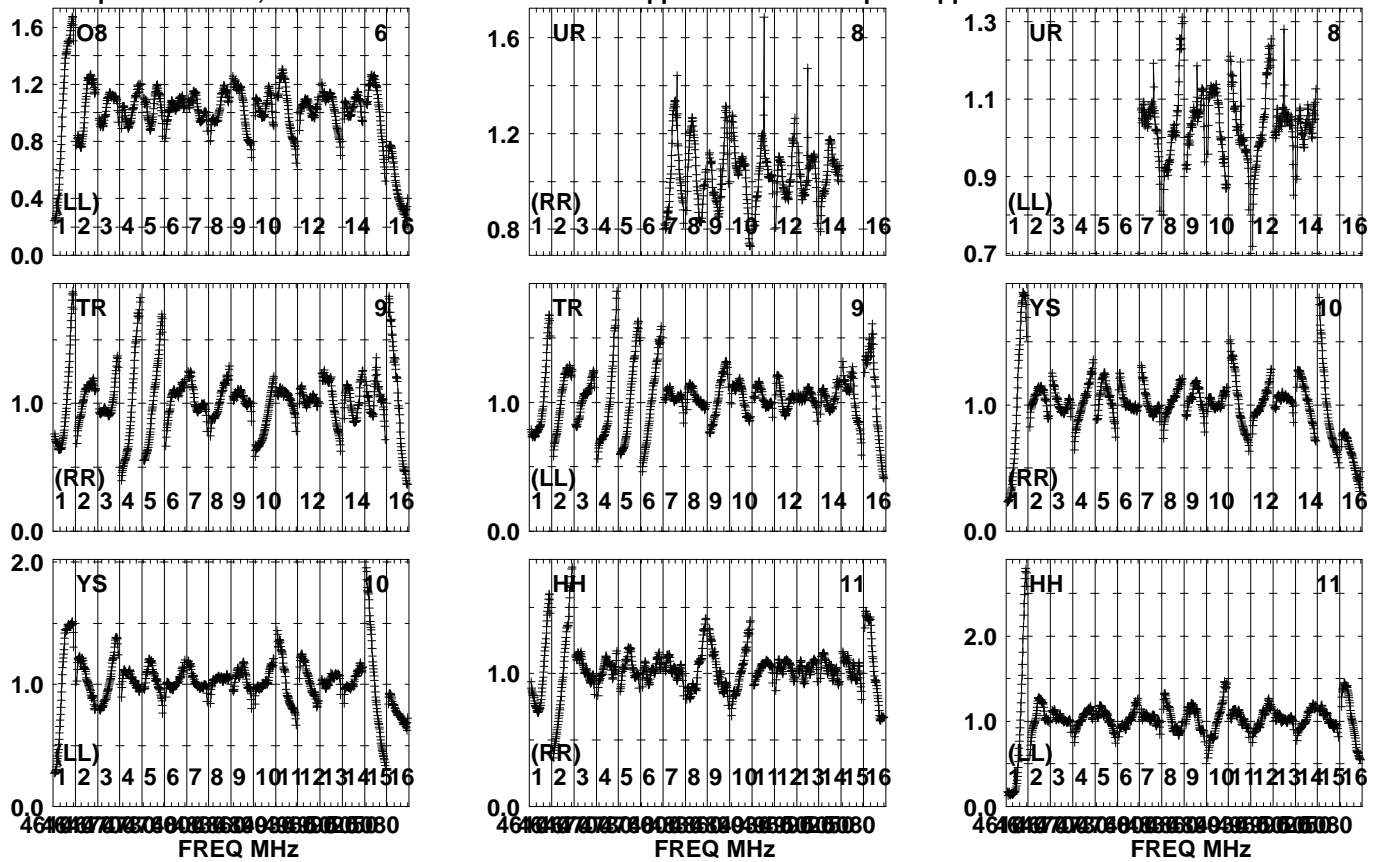 1.6 O8 6
1.2
0.8
0.4 (LL)
1 2 3 4 5 6 7 8 9 10 12 14 16
0.0
1.6 UR 8
1.2
(RR)
0.8 1 2 3 4 5 6 7 8 9 10 12 14 16
1.3 UR 8
1.1
0.9
(LL)
1 2 3 4 5 6 7 8 9 10 12 14 16
0.7
TR 9
1.0
(RR)
1 2 3 4 5 6 7 8 9 10 12 14 16
0.0
TR 9
1.0
(LL)
1 2 3 4 5 6 7 8 9 10 12 14 16
0.0
YS 10
1.0
(RR)
1 2 3 4 5 6 7 8 9 10 12 14 16
0.0
2.0 YS 10
1.0
(LL)
1 2 3 4 5 6 7 8 9 10 11 12 13 14 15 16
0.0
FREQ MHz
HH 11
1.0
(RR)
1 2 3 4 5 6 7 8 9 10 11 12 13 14 15 16
0.0
FREQ MHz
HH 11
2.0
1.0
(LL)
1 2 3 4 5 6 7 8 9 10 11 12 13 14 15 16
0.0
FREQ MHz